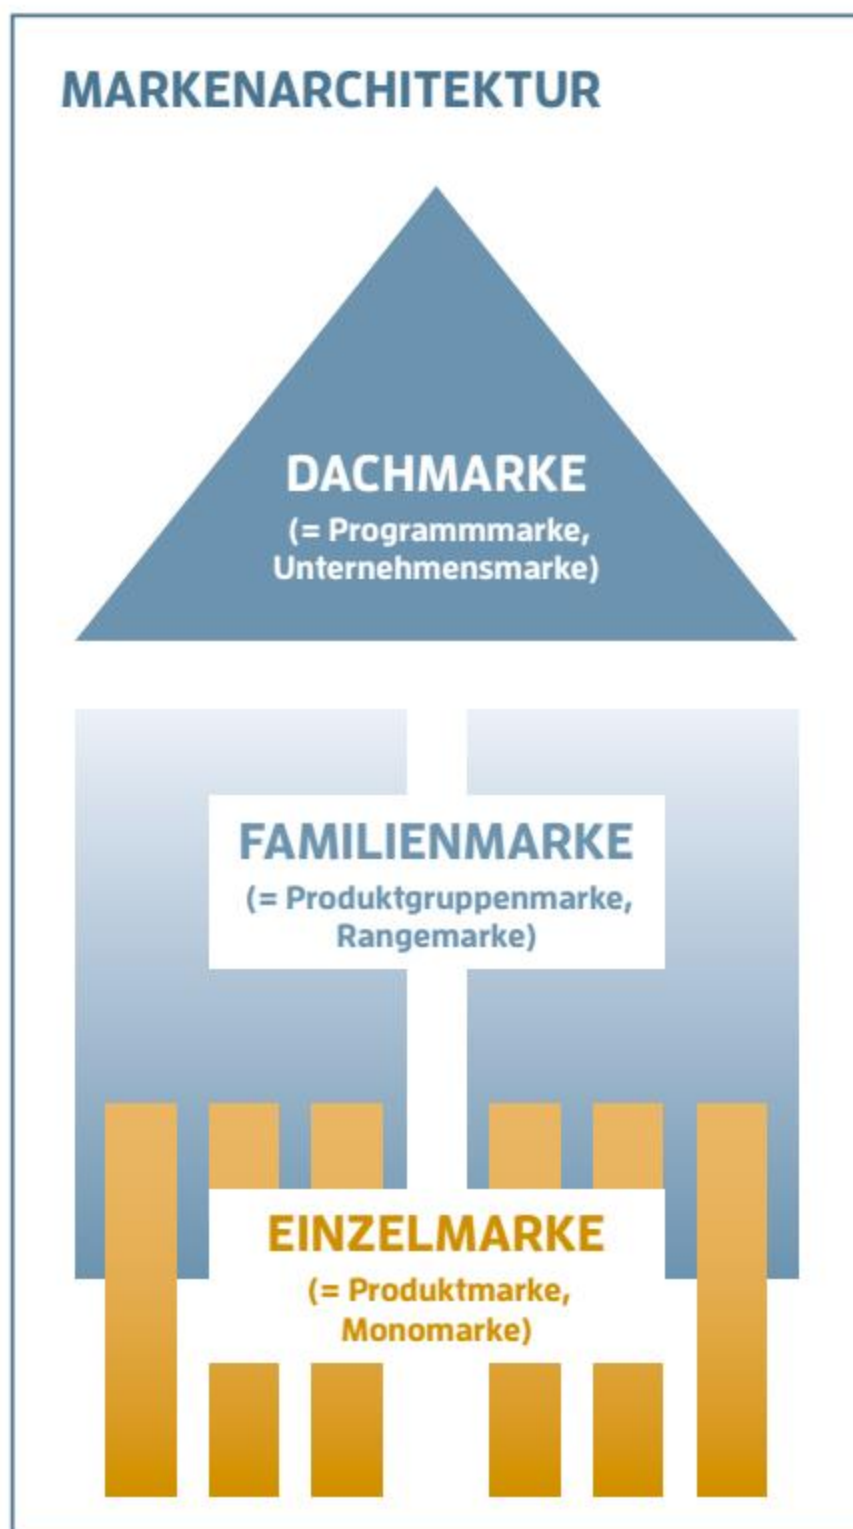 MARKENARCHITEKTUR
DACHMARKE
(= Programmmarke,
Unternehmensmarke)
FAMILIENMARKE
(= Produktgruppenmarke,
Rangemarke)
EINZELMARKE
(= Produktmarke,
Monomarke)